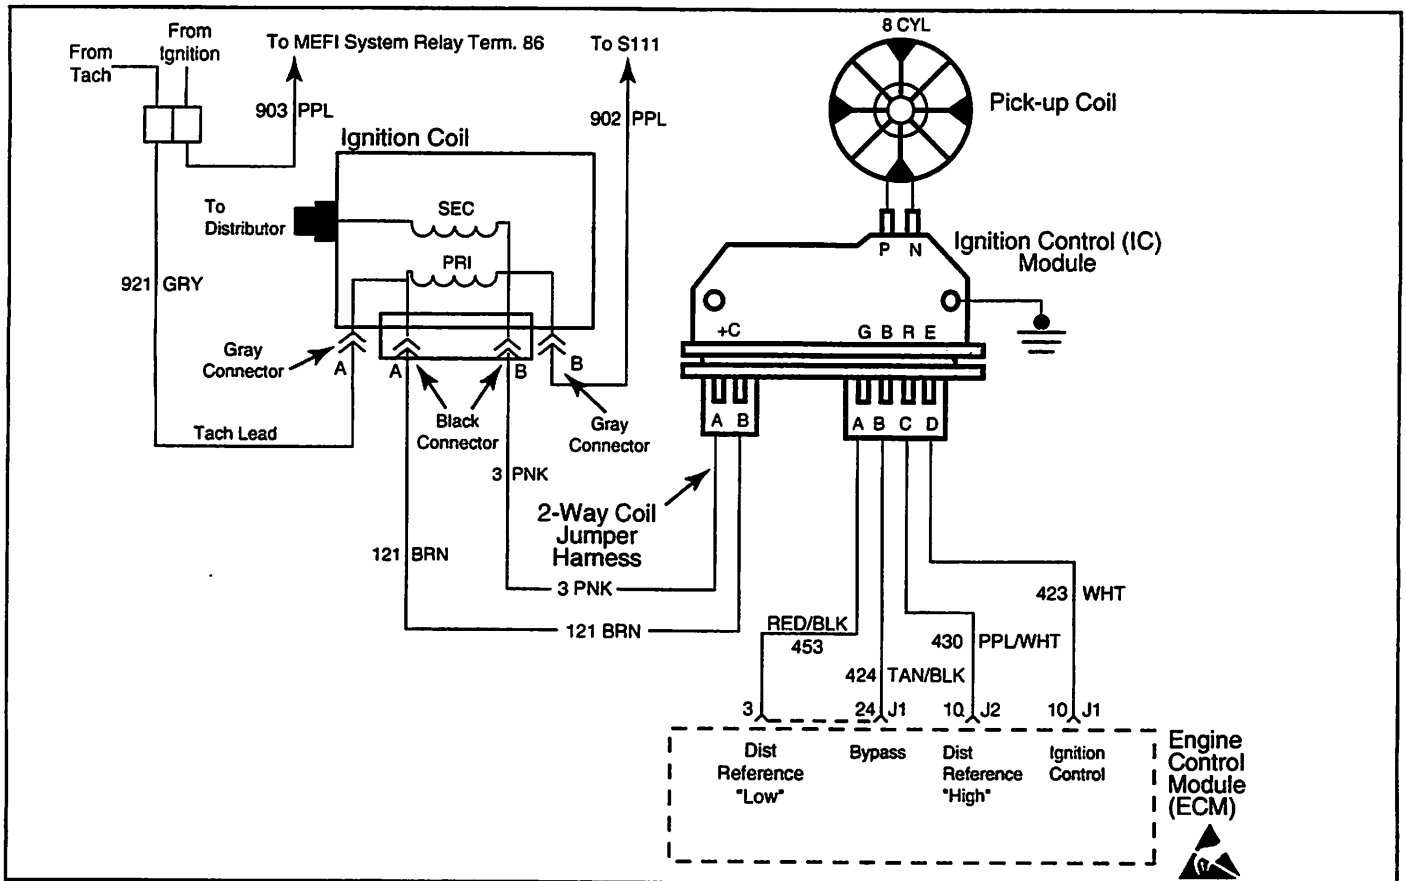 8 CYL
From
Tach
From
Ignition
To MEFI System Relay Term. 86
To S111
Pick-up Coil
903 PPL
902 PPL
Ignition Coil
To
Distributor
SEC
PRI
P N
Ignition Control (IC)
Module
921 GRY
+C
G B R E
Gray
Connector
A
A
B
B
Black
Connector
Gray
Connector
A B
A B C D
Tach Lead
3 PNK
2-Way Coil
Jumper
Harness
121 BRN
3 PNK
121 BRN
423 WHT
RED/BLK
453
430 PPL/WHT
424 TAN/BLK
3
24 J1
10 J2
10 J1
Dist
Reference
"Low"
Bypass
Dist
Reference
"High"
Ignition
Control
Engine
Control
Module
(ECM)